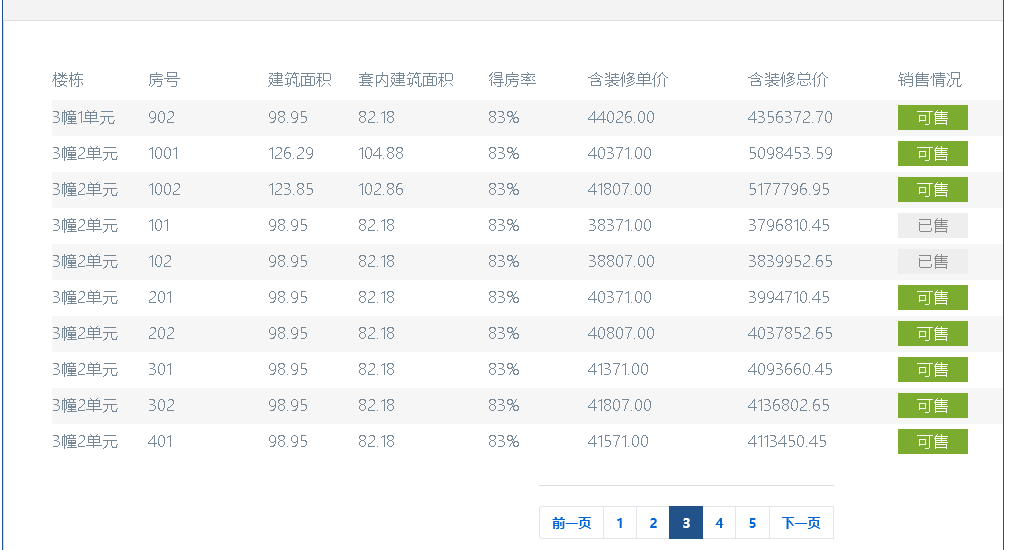 楼栋 房号 建筑面积 套内建筑面积 得房率 含装修单价 含装修总价 销售情况
3幢1单元 902 98.95 82.18 83% 44026.00 4356372.70 可售
3幢2单元 1001 126.29 104.88 83% 40371.00 5098453.59 可售
3幢2单元 1002 123.85 102.86 83% 41807.00 5177796.95 可售
3幢2单元 101 98.95 82.18 83% 38371.00 3796810.45 已售
3幢2单元 102 98.95 82.18 83% 38807.00 3839952.65 已售
3幢2单元 201 98.95 82.18 83% 40371.00 3994710.45 可售
3幢2单元 202 98.95 82.18 83% 40807.00 4037852.65 可售
3幢2单元 301 98.95 82.18 83% 41371.00 4093660.45 可售
3幢2单元 302 98.95 82.18 83% 41807.00 4136802.65 可售
3幢2单元 401 98.95 82.18 83% 41571.00 4113450.45 可售
前一页 1 2 3 4 5 下一页